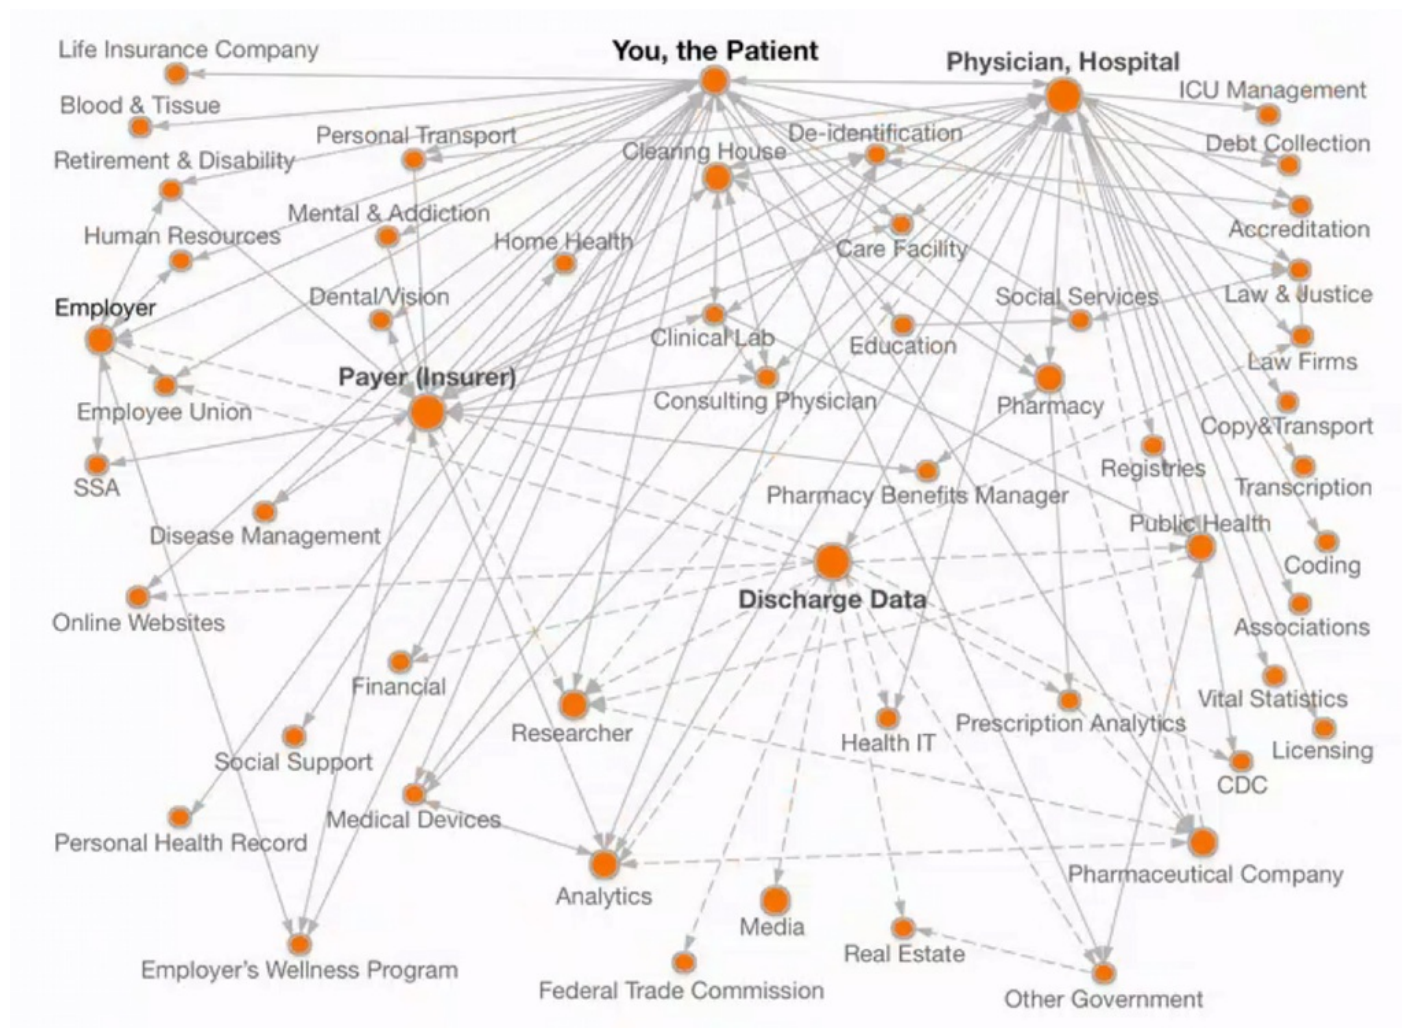 Life Insurance Company
You, the Patient
Physician, Hospital
ICU Management
Blood & Tissue
Personal Transport
De-identification
Debt Collection
Retirement & Disability
Clearing House
Mental & Addiction
Accreditation
Human Resources
Home Health
Care Facility
Dental/Vision
Social Services
Law & Justice
Employer
Clinical Lab
Education
Law Firms
Payer (Insurer)
Employee Union
Consulting Physician
Pharmacy
Copy&Transport
SSA
Registries
Pharmacy Benefits Manager
Transcription
Disease Management
Public Health
Coding
Online Websites
Discharge Data
Associations
Financial
Vital Statistics
Researcher
Health IT
Prescription Analytics
Licensing
Social Support
CDC
Medical Devices
Personal Health Record
Pharmaceutical Company
Analytics
Media
Real Estate
Employer's Wellness Program
Federal Trade Commission
Other Government